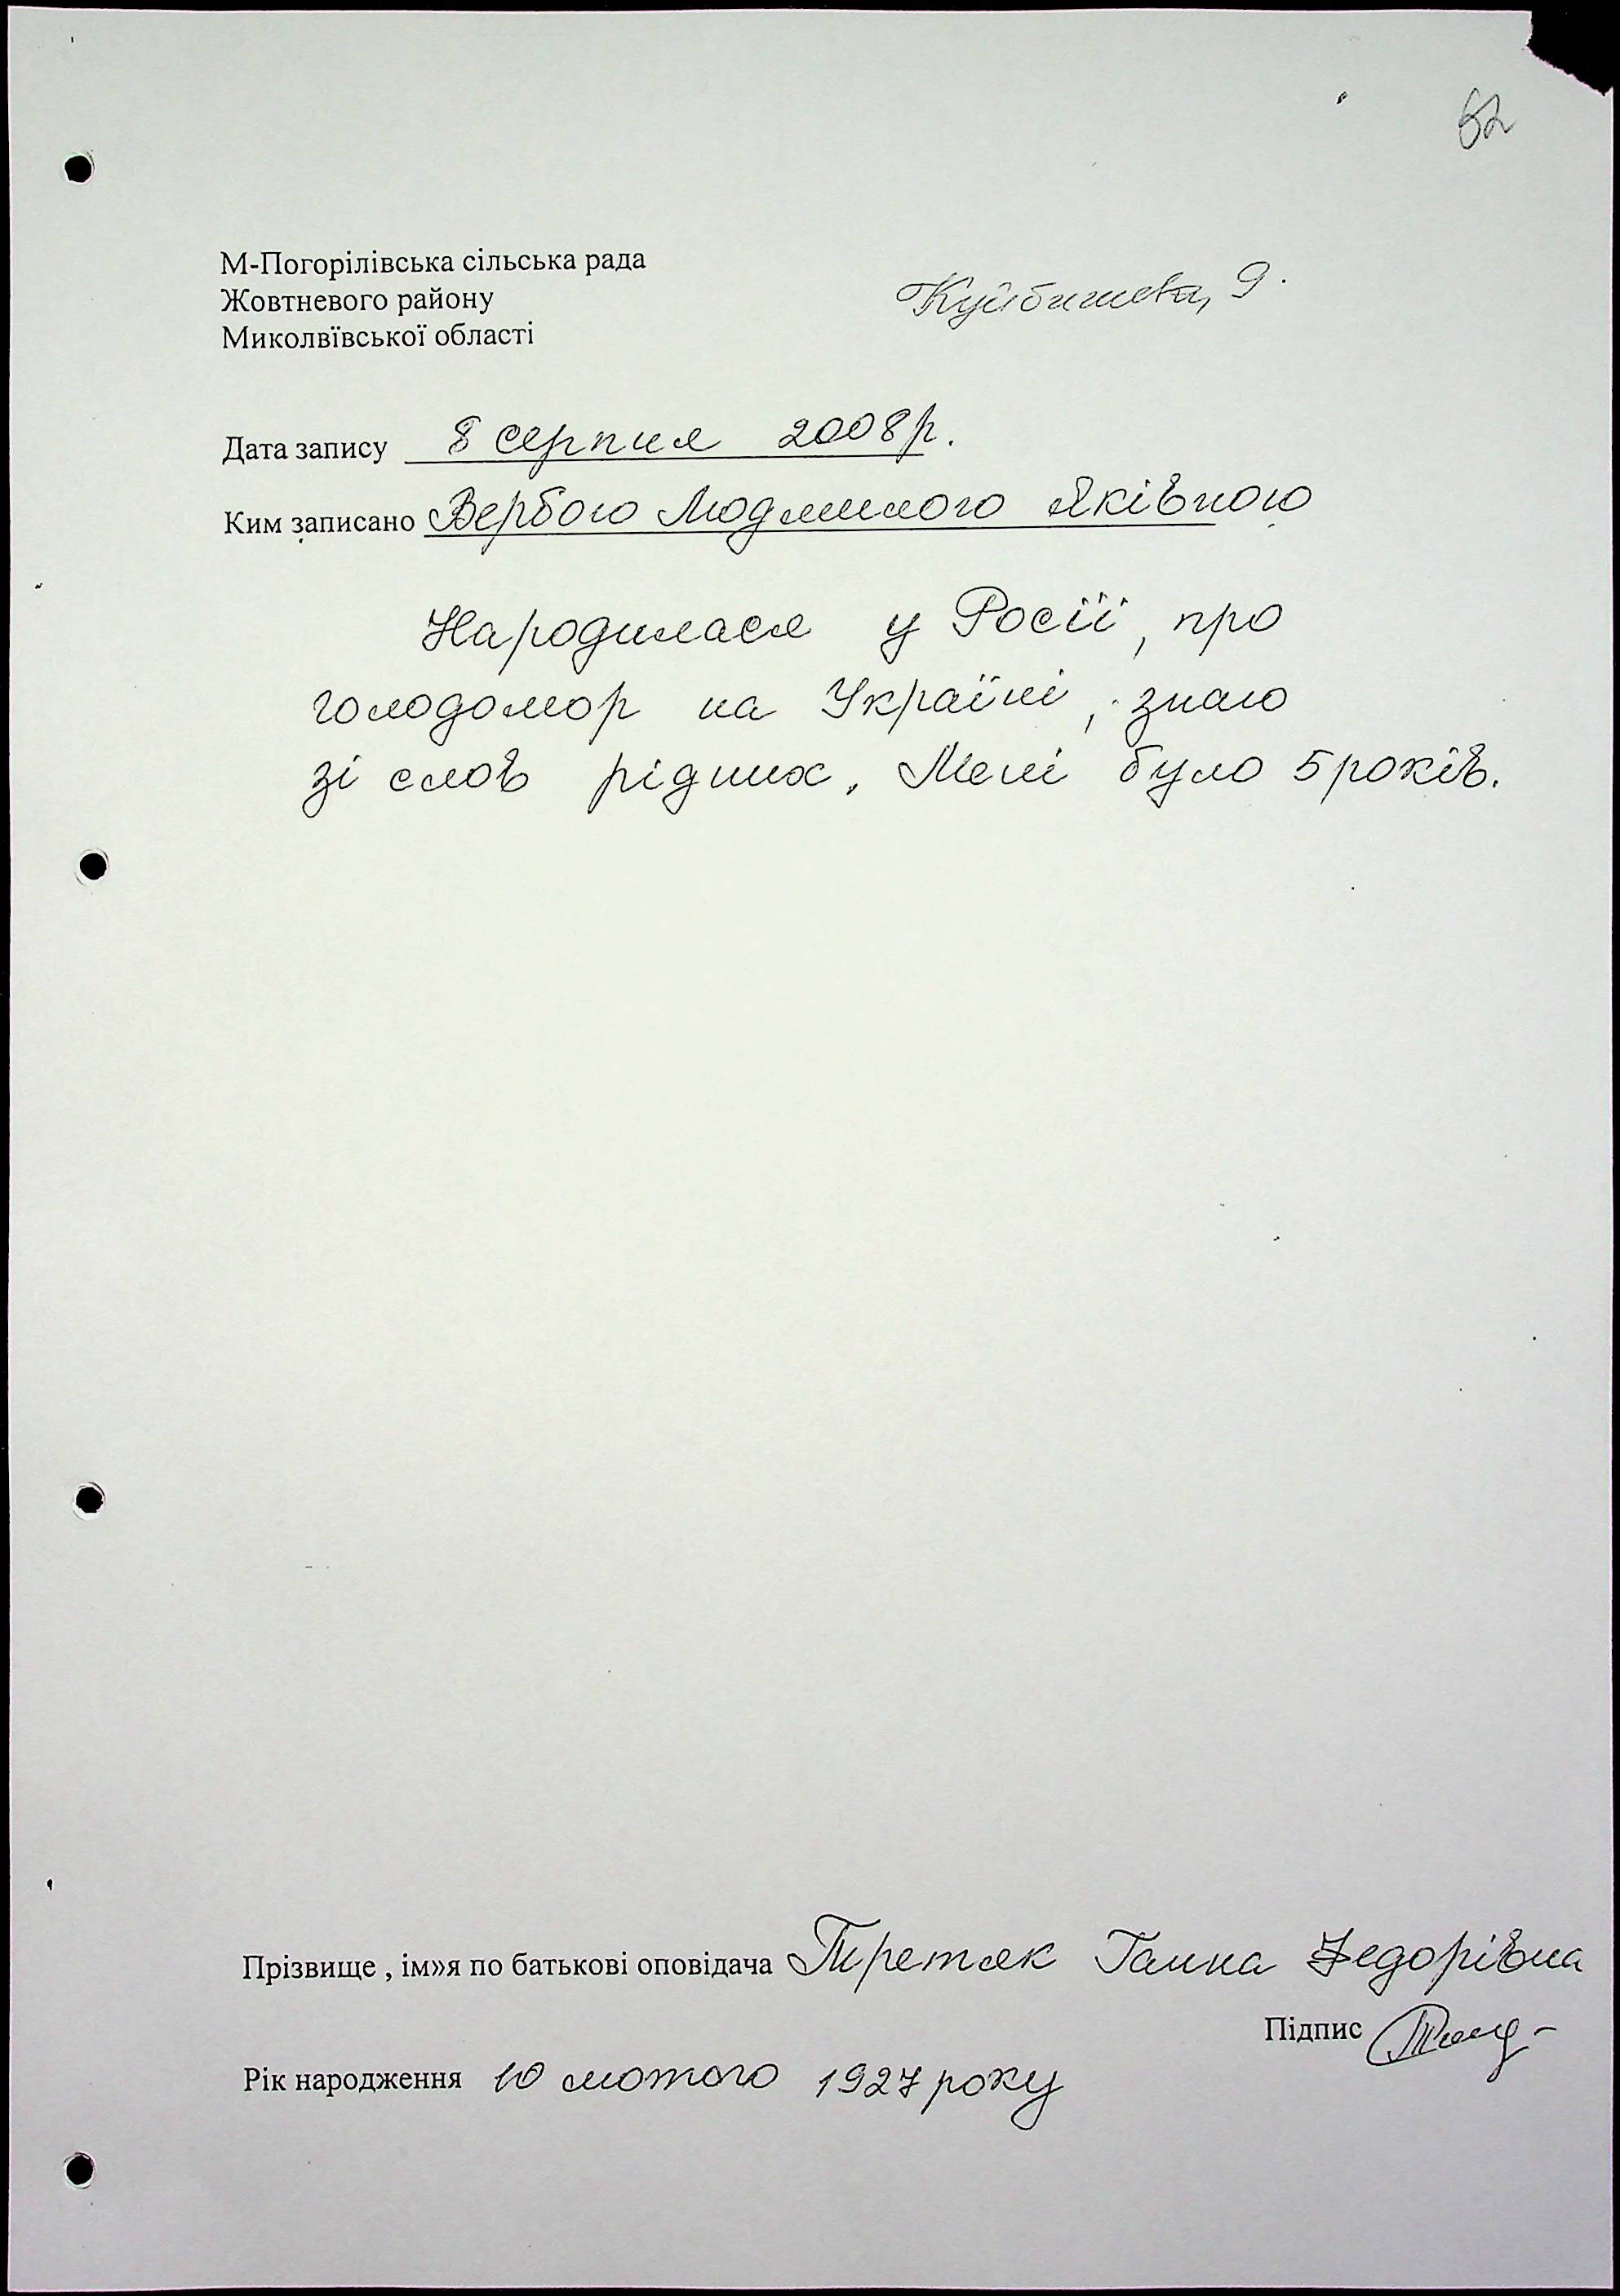 52
М-Погорілівська сільська рада
Жовтневого району
Миколвївської області
Куйбишева, 9.
Дата запису 8 серпня 2008 р.
Ким записано Вербою Людмилою Яківною
Народилася у Росії, про
голодомор на Україні, знаю
зі слов рідних. Мені було 5 років.
Прізвище , ім»я по батькові оповідача Третяк Ганна Федорівна
Підпис
Рік народження 10 лютого 1927 року